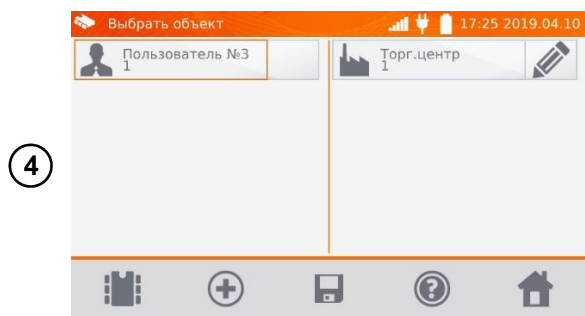 Выбрать объект
17:25 2019.04.10
Пользователь №3
1
Торг.центр
1
4